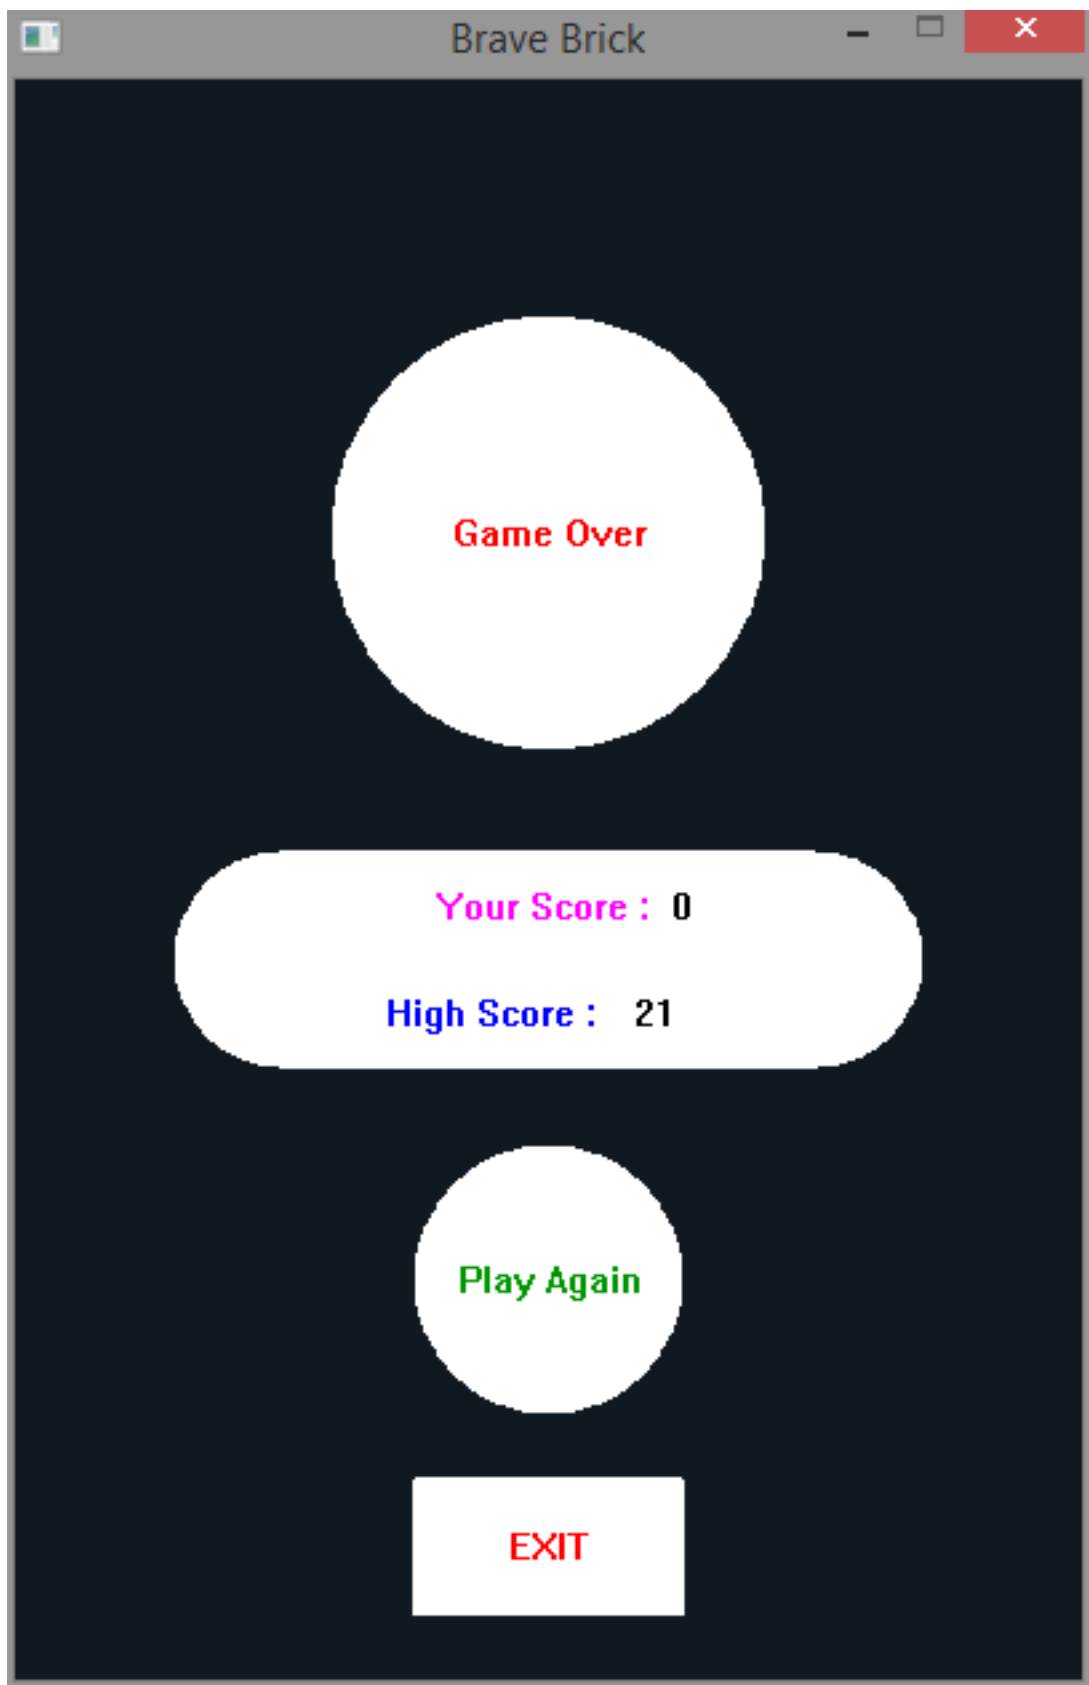 Brave Brick
Game Over
Your Score : 0
High Score : 21
Play Again
EXIT